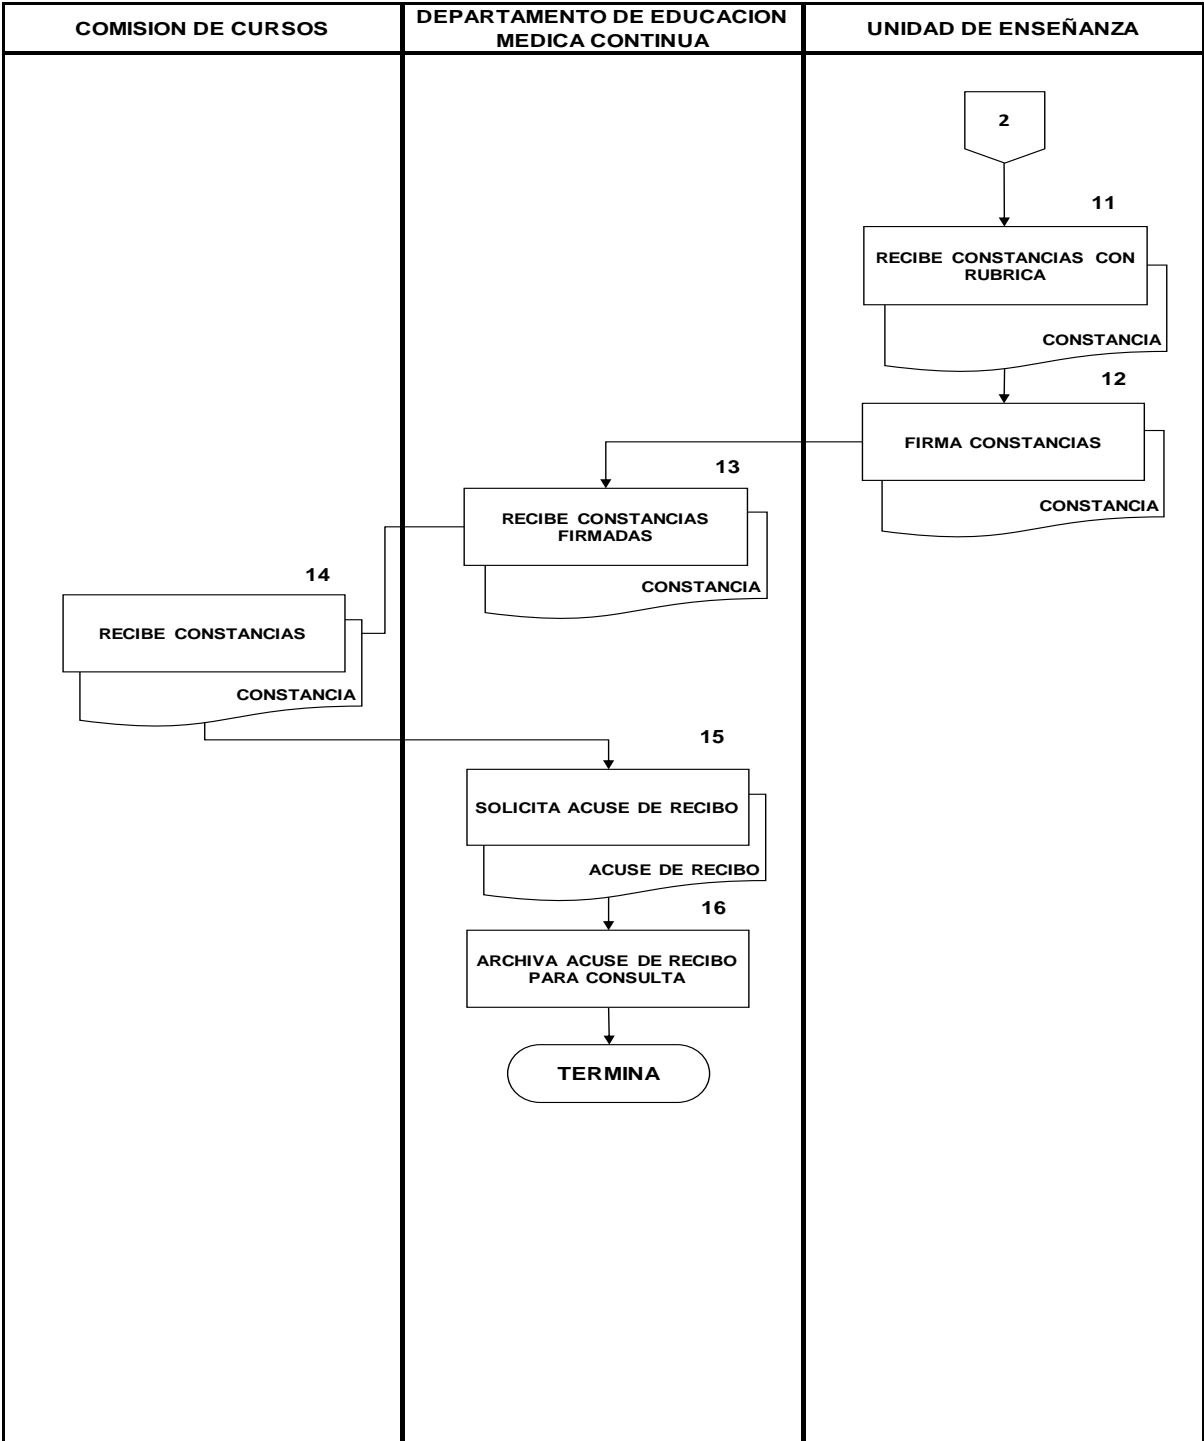 COMISION DE CURSOS
DEPARTAMENTO DE EDUCACION
MEDICA CONTINUA
UNIDAD DE ENSEÑANZA
2
11
RECIBE CONSTANCIAS CON
RUBRICA
CONSTANCIA
12
FIRMA CONSTANCIAS
CONSTANCIA
13
RECIBE CONSTANCIAS
FIRMADAS
CONSTANCIA
14
RECIBE CONSTANCIAS
CONSTANCIA
15
SOLICITA ACUSE DE RECIBO
ACUSE DE RECIBO
16
ARCHIVA ACUSE DE RECIBO
PARA CONSULTA
TERMINA